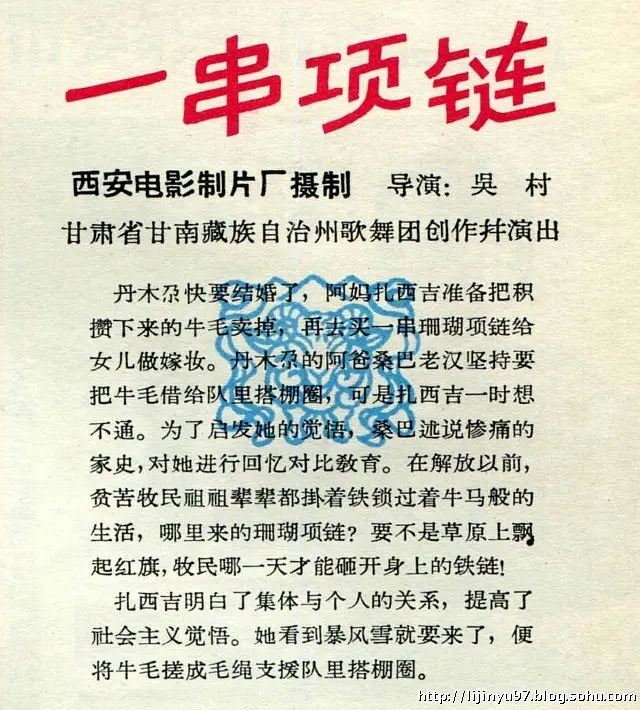 一串项链
西安电影制片厂摄制 导演：吳 村
甘肃省甘南藏族自治州歌舞团创作幷演出
丹木尕快要结婚了，阿妈扎西吉准备把积
攒下来的牛毛卖掉，再去买一串珊瑚项链给
女儿做嫁妆。丹木尕的阿爸桑巴老汉坚持要
把牛毛借给队里搭棚圈，可是扎西吉一时想
不通。为了启发她的觉悟，桑巴述说惨痛的
家史，对她进行回忆对比教育。在解放以前，
贫苦牧民祖祖辈辈都掛着铁锁过着牛马般的
生活，哪里来的珊瑚项链？要不是草原上飘
起红旗，牧民哪一天才能砸开身上的铁链！
扎西吉明白了集体与个人的关系，提高了
社会主义觉悟。她看到暴风雪就要来了，便
将牛毛搓成毛绳支援队里搭棚圈。
http://lijinyu97.blog.sohu.com